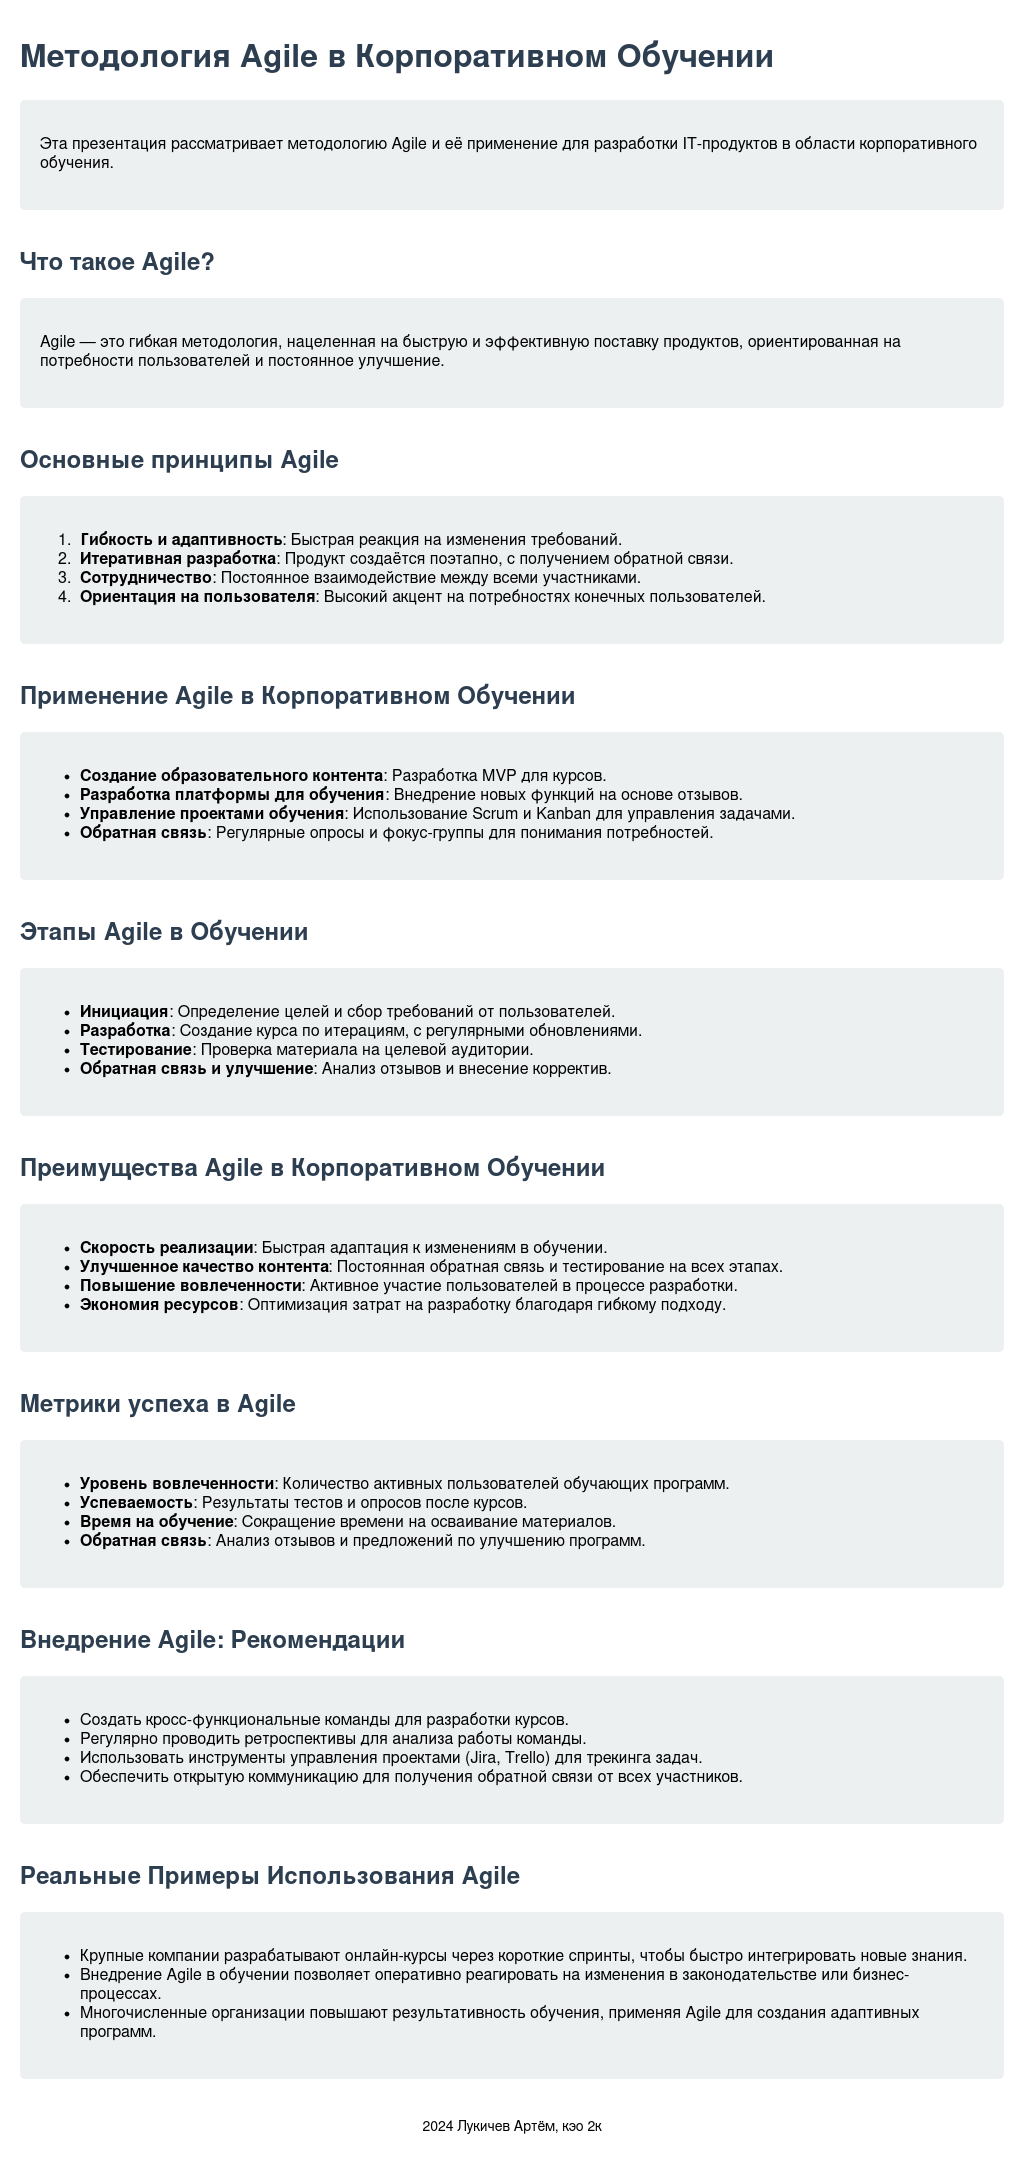 Методология Agile в Корпоративном Обучении
Эта презентация рассматривает методологию Agile и её применение для разработки IT-продуктов в области корпоративного
обучения.
Что такое Agile?
Agile — это гибкая методология, нацеленная на быструю и эффективную поставку продуктов, ориентированная на
потребности пользователей и постоянное улучшение.
Основные принципы Agile
1. Гибкость и адаптивность: Быстрая реакция на изменения требований.
2. Итеративная разработка: Продукт создаётся поэтапно, с получением обратной связи.
3. Сотрудничество: Постоянное взаимодействие между всеми участниками.
4. Ориентация на пользователя: Высокий акцент на потребностях конечных пользователей.
Применение Agile в Корпоративном Обучении
• Создание образовательного контента: Разработка MVP для курсов.
• Разработка платформы для обучения: Внедрение новых функций на основе отзывов.
• Управление проектами обучения: Использование Scrum и Kanban для управления задачами.
• Обратная связь: Регулярные опросы и фокус-группы для понимания потребностей.
Этапы Agile в Обучении
• Инициация: Определение целей и сбор требований от пользователей.
• Разработка: Создание курса по итерациям, с регулярными обновлениями.
• Тестирование: Проверка материала на целевой аудитории.
• Обратная связь и улучшение: Анализ отзывов и внесение корректив.
Преимущества Agile в Корпоративном Обучении
• Скорость реализации: Быстрая адаптация к изменениям в обучении.
• Улучшенное качество контента: Постоянная обратная связь и тестирование на всех этапах.
• Повышение вовлеченности: Активное участие пользователей в процессе разработки.
• Экономия ресурсов: Оптимизация затрат на разработку благодаря гибкому подходу.
Метрики успеха в Agile
• Уровень вовлеченности: Количество активных пользователей обучающих программ.
• Успеваемость: Результаты тестов и опросов после курсов.
• Время на обучение: Сокращение времени на осваивание материалов.
• Обратная связь: Анализ отзывов и предложений по улучшению программ.
Внедрение Agile: Рекомендации
• Создать кросс-функциональные команды для разработки курсов.
• Регулярно проводить ретроспективы для анализа работы команды.
• Использовать инструменты управления проектами (Jira, Trello) для трекинга задач.
• Обеспечить открытую коммуникацию для получения обратной связи от всех участников.
Реальные Примеры Использования Agile
• Крупные компании разрабатывают онлайн-курсы через короткие спринты, чтобы быстро интегрировать новые знания.
• Внедрение Agile в обучении позволяет оперативно реагировать на изменения в законодательстве или бизнес-
процессах.
• Многочисленные организации повышают результативность обучения, применяя Agile для создания адаптивных
программ.
2024 Лукичев Артём, кэо 2к